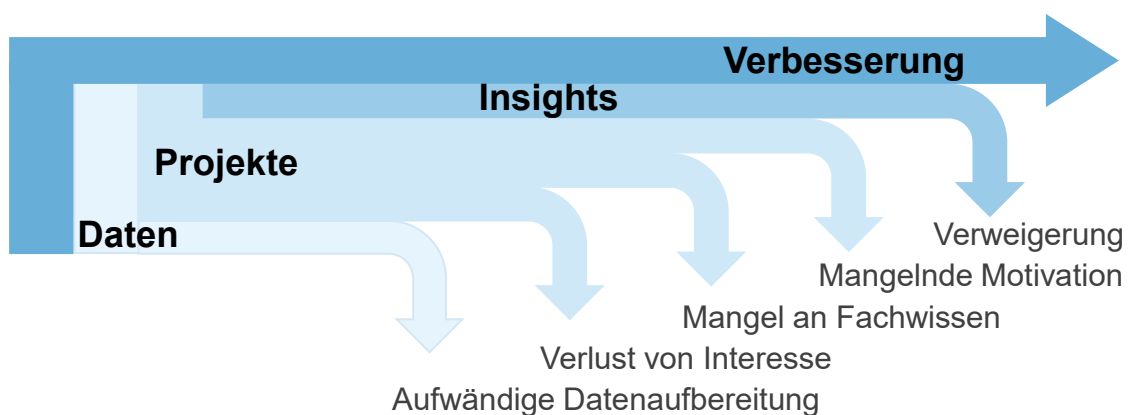 Verbesserung
Insights
Projekte
Daten
Verweigerung
Mangelnde Motivation
Mangel an Fachwissen
Verlust von Interesse
Aufwändige Datenaufbereitung